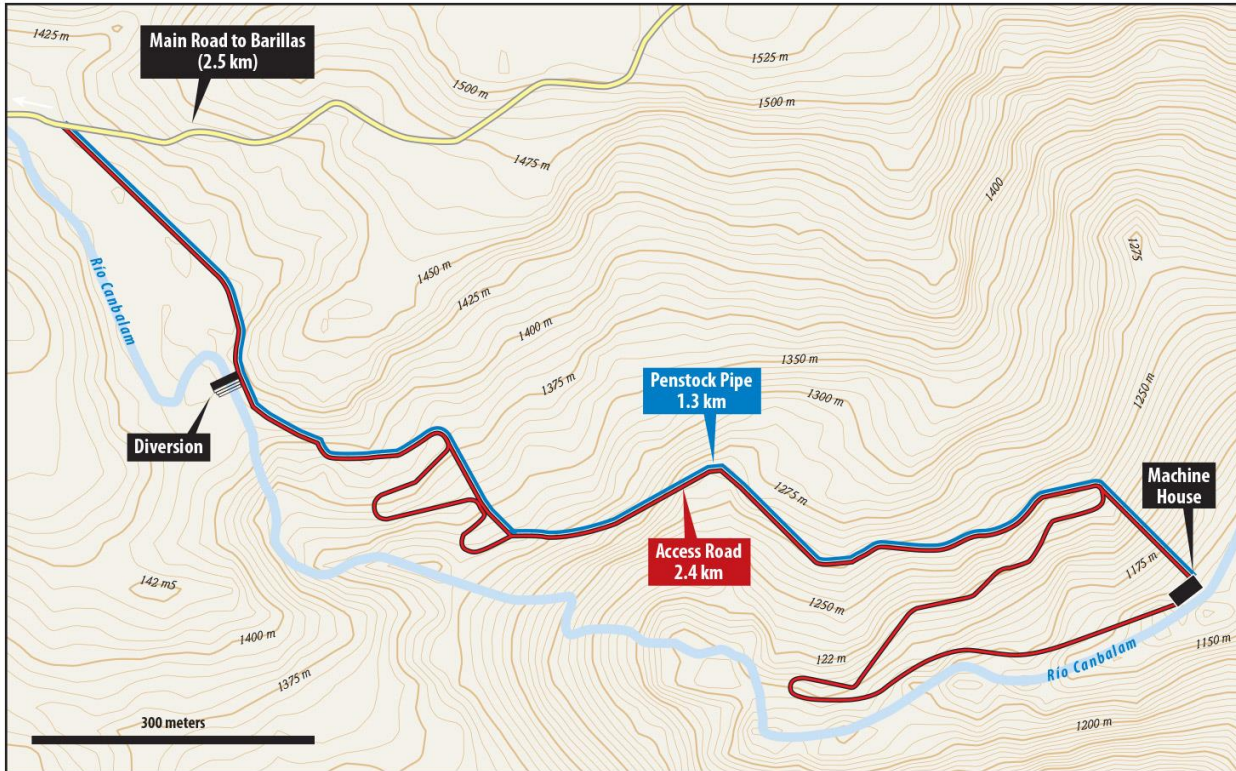 1425 m
Main Road to Barillas
(2.5 km)
1525 m
1500 m
1500 m
1475 m
1400
1275
Río Canbalam
1450 m
1425 m
1400 m
1350 m
1375 m
1300 m
1250 m
Penstock Pipe
1.3 km
Diversion
Machine
House
1275 m
Access Road
2.4 km
1175 m
142 m5
1250 m
1400 m
1150 m
122 m
Río Canbalam
1375 m
1200 m
300 meters